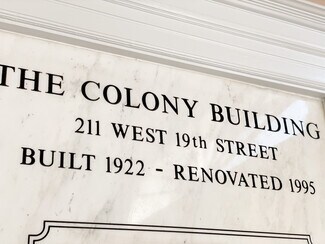 THE COLONY BUILDING
211 WEST 19th STREET
BUILT 1922 - RENOVATED 1995